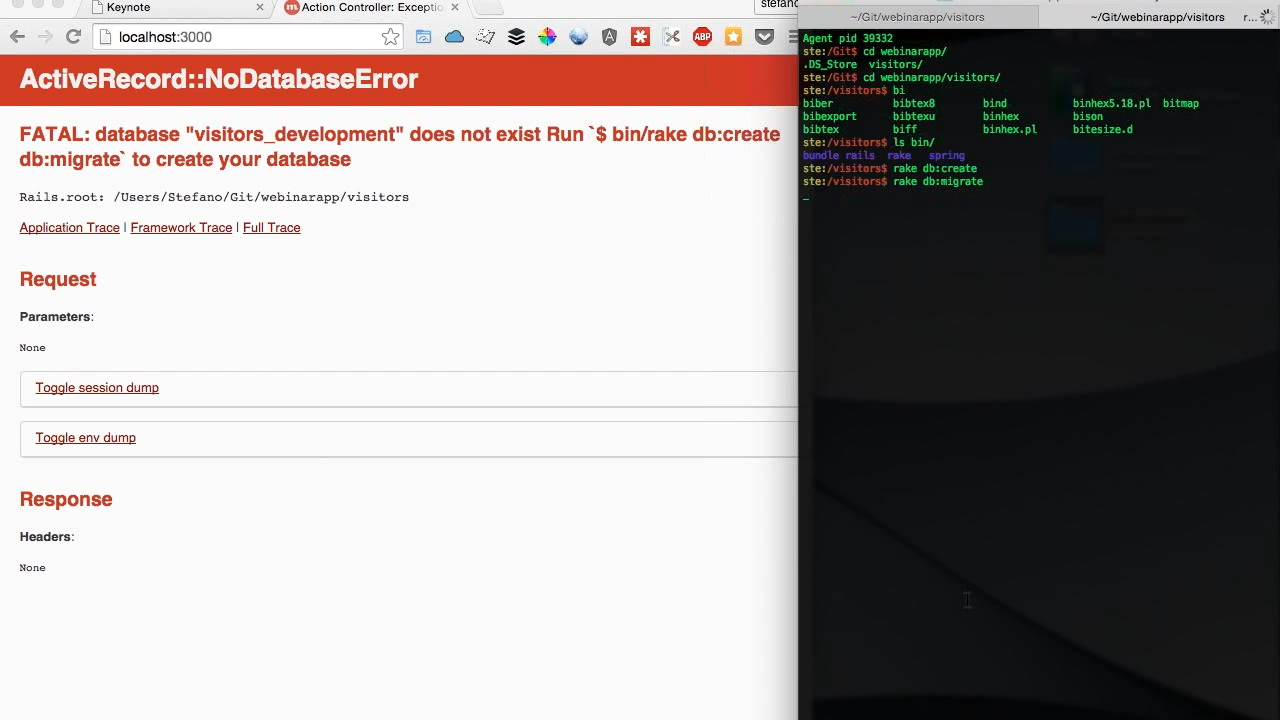 Keynote
Action Controller: Exceptio
stefano
localhost:3000
ABP
ActiveRecord::NoDatabaseError
FATAL: database "visitors_development" does not exist Run `$ bin/rake db:create
db:migrate` to create your database
Rails.root: /Users/Stefano/Git/webinarapp/visitors
Application Trace | Framework Trace | Full Trace
Request
Parameters:
None
Toggle session dump
Toggle env dump
Response
Headers:
None
~/Git/webinarapp/visitors
~/Git/webinarapp/visitors
r...
Agent pid 39332
ste:/Git$ cd webinarapp/
.DS_Store visitors/
ste:/Git$ cd webinarapp/visitors/
ste:/visitors$ bi
biber bibtex8 bind binhex5.18.pl bitmap
bibexport bibtexu binhex bison
bibtex biff binhex.pl bitesize.d
ste:/visitors$ ls bin/
bundle rails rake spring
ste:/visitors$ rake db:create
ste:/visitors$ rake db:migrate